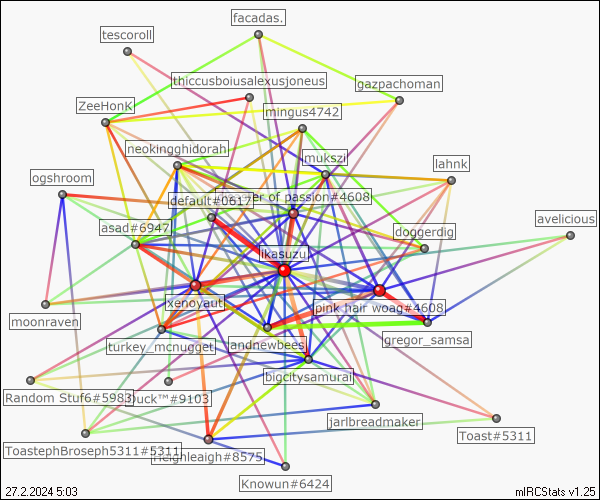 facadas.
tescoroll
thiccusboiusalexusjoneus
gazpachoman
ZeeHonK
mingus4742
neokingghidorah
mukszi
lahnk
ogshroom
default#0617
er of passion#4608
avelicious
asad#6947
doggerdig
ikasuzu
xenoyaut
pink hair woag#4608
moonraven
gregor_samsa
turkey_mcnugget
landnewbees
bigcitysamurai
Random Stuf6#5983
Duck™#9103
jarlbreadmaker
Toast#5311
ToastephBroseph5311#5311
Heighleaigh#8575
Knowun#6424
27.2.2024 5:03
mIRCStats v1.25